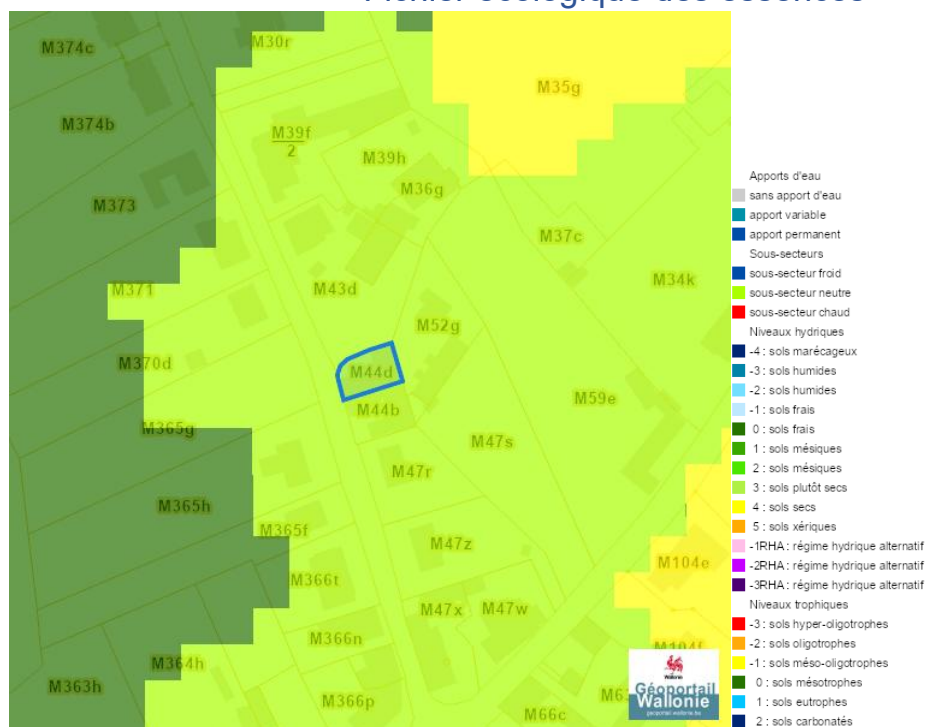 Fichier écologique des essences
M374c
M30r
M35g
M374b
M39f
2
M39h
M36g
M373
M37c
M34k
M371
M43d
M52g
M370d
M44d
M44b
M59e
M365g
M47s
M47r
M365h
M365f
M47z
M104e
M366t
M47x
M47w
M366n
M104f
M364h
M363h
M366p
M66c
Wallonie
Géoportail
Wallonie
geoportail.wallonie.be
Apports d'eau
sans apport d'eau
apport variable
apport permanent
Sous-secteurs
sous-secteur froid
sous-secteur neutre
sous-secteur chaud
Niveaux hydriques
-4 : sols marécageux
-3 : sols humides
-2 : sols humides
-1 : sols frais
0 : sols frais
1 : sols mésiques
2 : sols mésiques
3 : sols plutôt secs
4 : sols secs
5 : sols xériques
-1RHA : régime hydrique alternatif
-2RHA : régime hydrique alternatif
-3RHA : régime hydrique alternatif
Niveaux trophiques
-3 : sols hyper-oligotrophes
-2 : sols oligotrophes
-1 : sols méso-oligotrophes
0 : sols mésotrophes
1 : sols eutrophes
2 : sols carbonatés